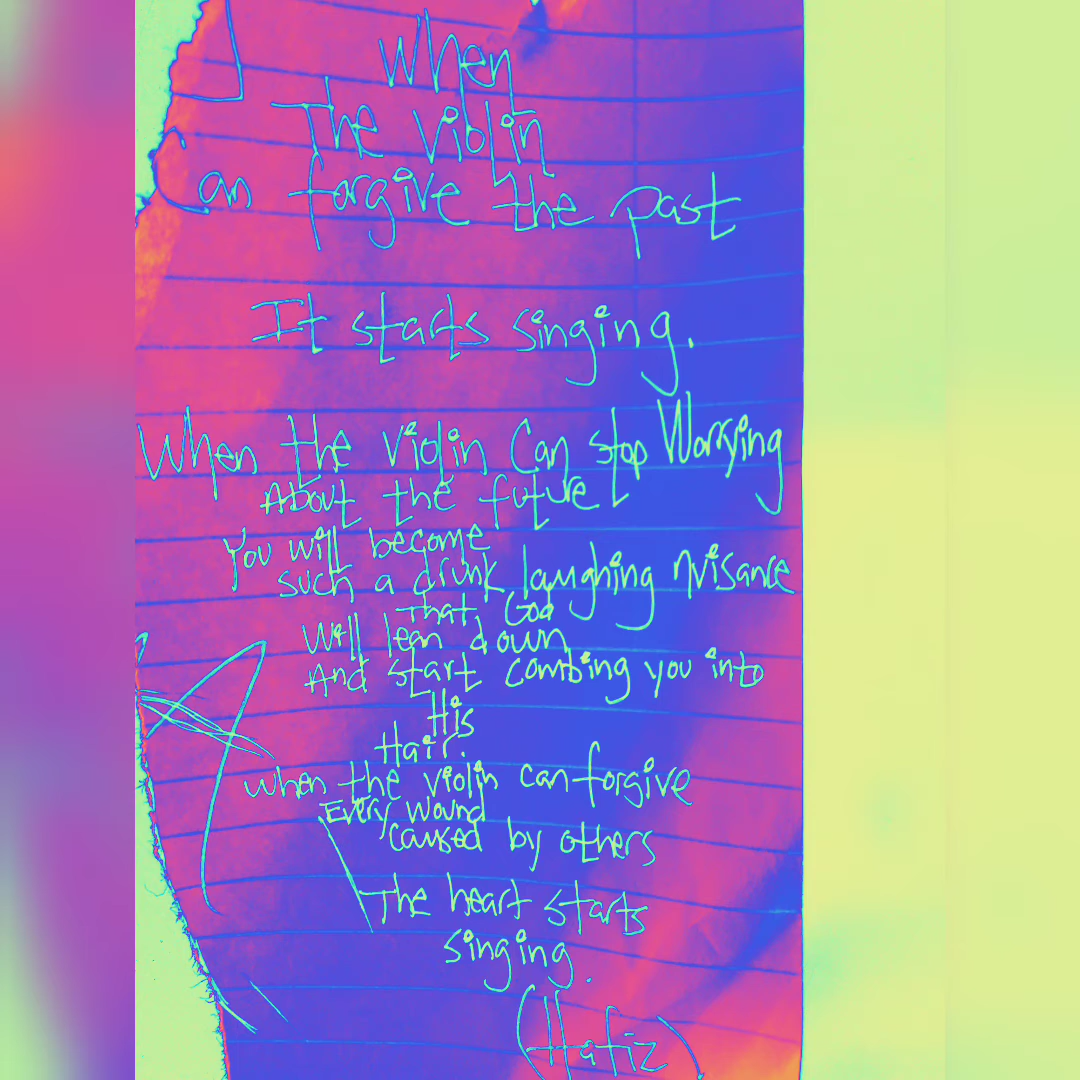 When
The violin
Can forgive the past
It starts singing.
When the violin Can stop Worrying
About the future
You will become
such a drunk laughing Nuisance
That God
Will lean down
And start combing you into
His
Hair.
when the violin can forgive
Every wound
caused by others
The heart starts
singing.
(Hafiz)